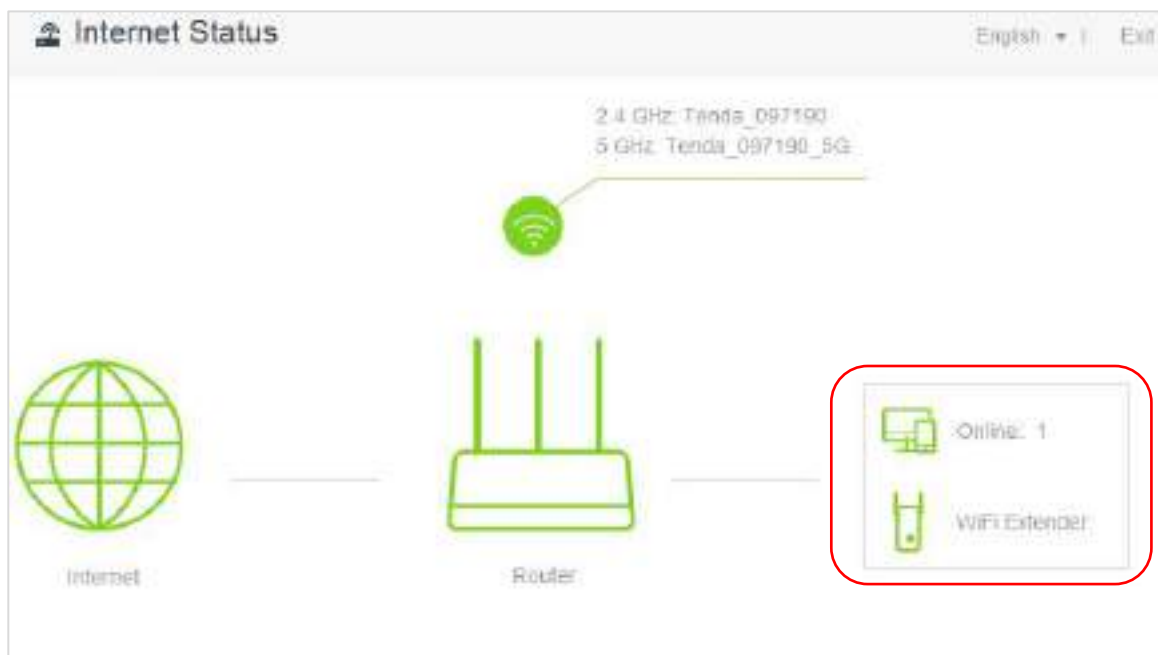 Internet Status
English
Exit
2.4 GHz: Tenda_097190
5 GHz: Tenda_097190_5G
Online: 1
WiFi Extender
Internet
Router